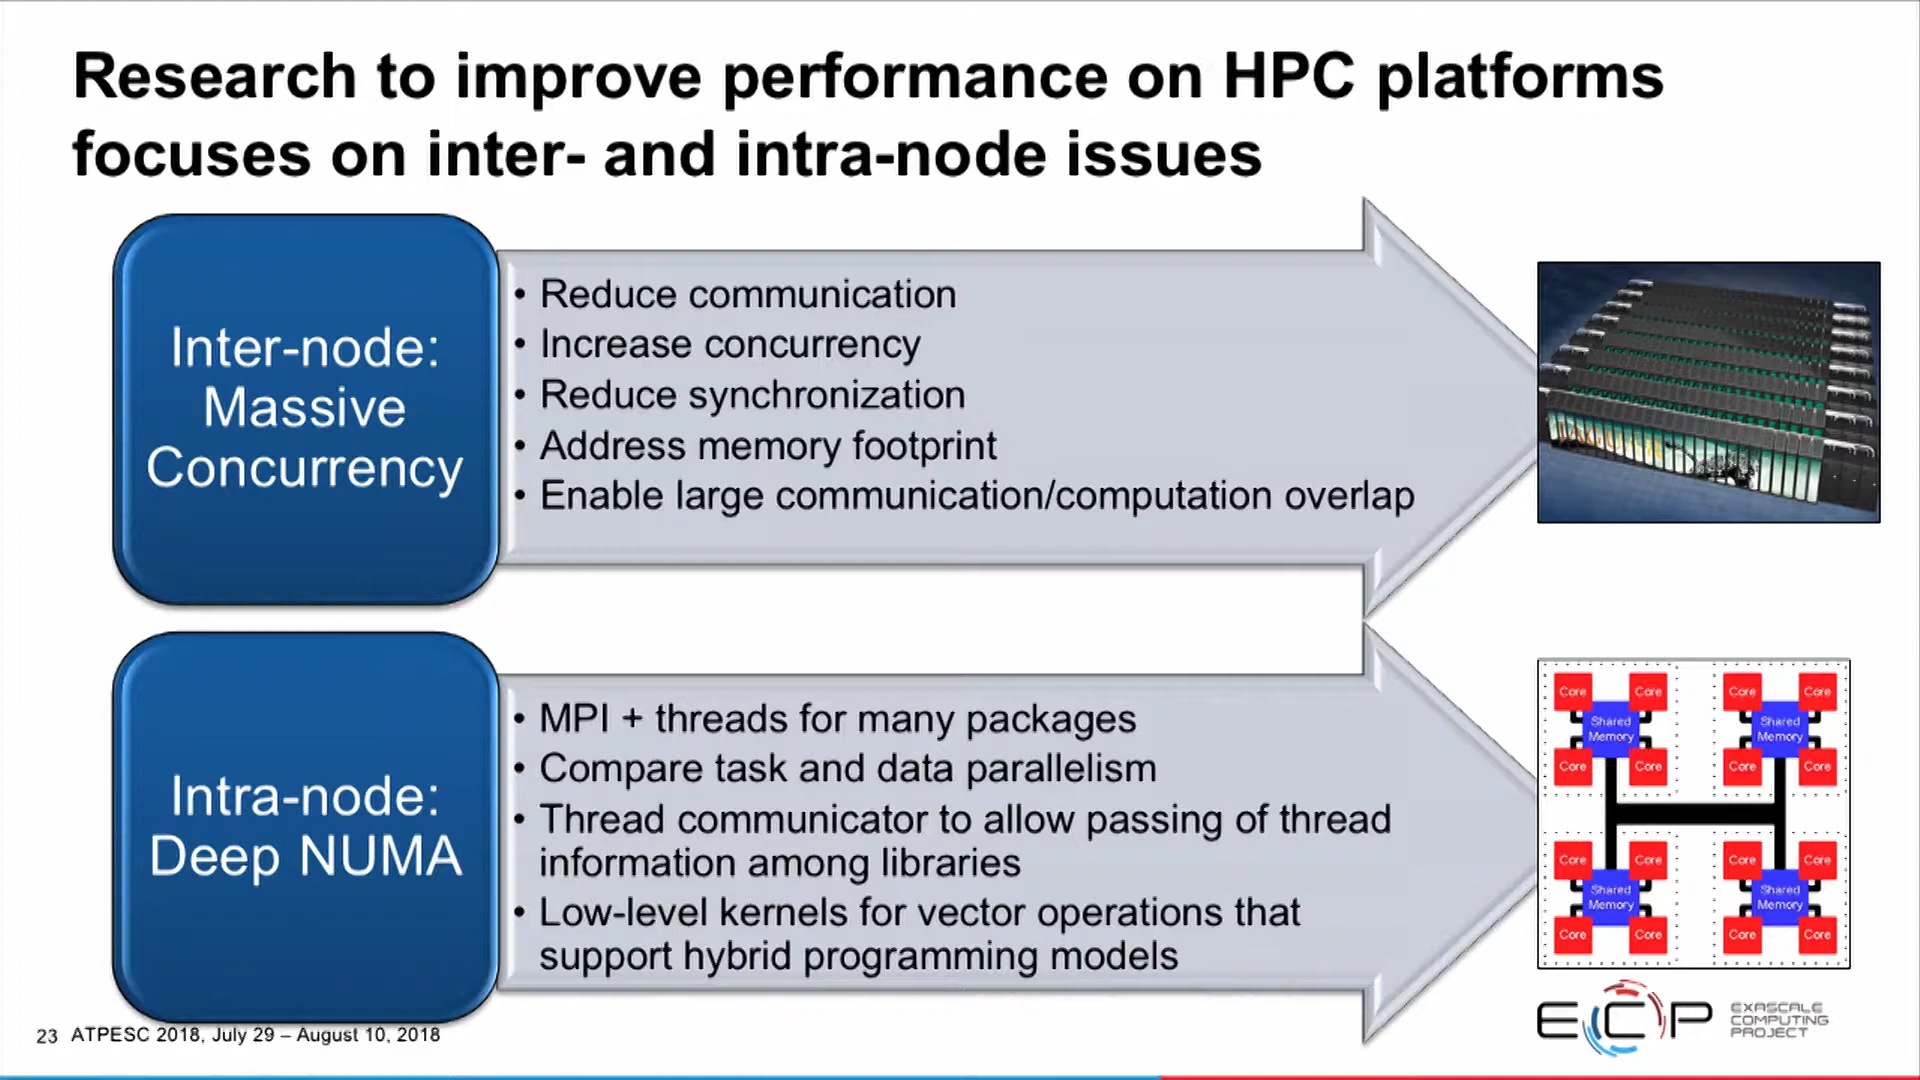 Research to improve performance on HPC platforms
focuses on inter- and intra-node issues
Inter-node:
Massive
Concurrency
• Reduce communication
• Increase concurrency
• Reduce synchronization
• Address memory footprint
• Enable large communication/computation overlap
Intra-node:
Deep NUMA
• MPI + threads for many packages
• Compare task and data parallelism
• Thread communicator to allow passing of thread
information among libraries
• Low-level kernels for vector operations that
support hybrid programming models
Core Core Core Core
Shared Shared
Memory Memory
Core Core Core Core
Core Core Core Core
Shared Shared
Memory Memory
Core Core Core Core
23 ATPESC 2018, July 29 – August 10, 2018
ECP
EXASCALE
COMPUTING
PROJECT